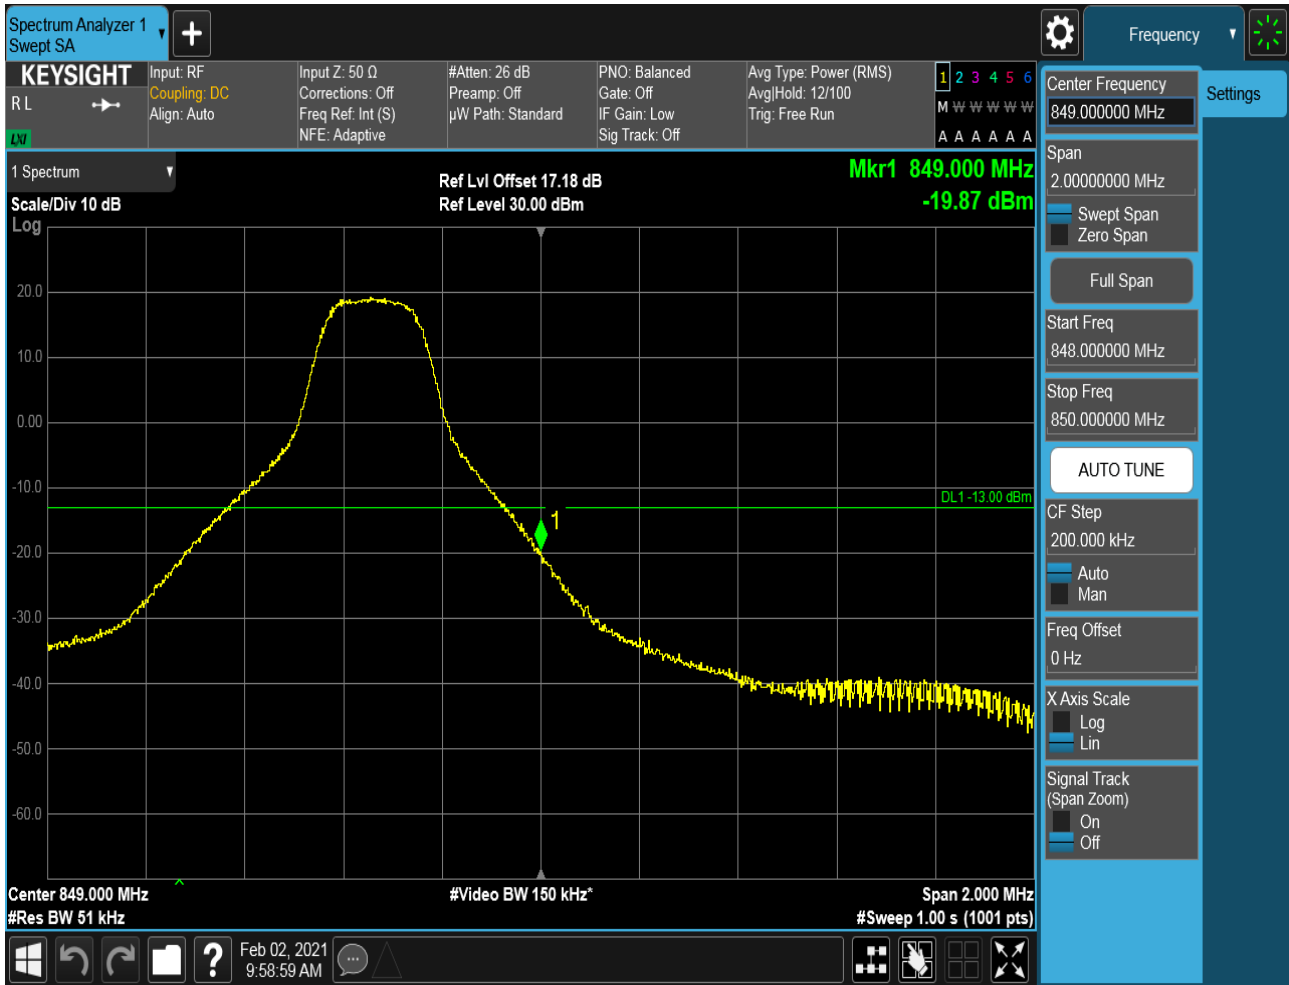 Spectrum Analyzer 1
Swept SA
Frequency
KEYSIGHT
R L
LXI
Input: RF
Coupling: DC
Align: Auto
Input Z: 50 Ω
Corrections: Off
Freq Ref: Int (S)
NFE: Adaptive
#Atten: 26 dB
Preamp: Off
µW Path: Standard
PNO: Balanced
Gate: Off
IF Gain: Low
Sig Track: Off
Avg Type: Power (RMS)
Avg|Hold: 12/100
Trig: Free Run
1 2 3 4 5 6
M W W W W W
A A A A A A
1 Spectrum
Scale/Div 10 dB
Log
Ref Lvl Offset 17.18 dB
Ref Level 30.00 dBm
Mkr1 849.000 MHz
-19.87 dBm
20.0
10.0
0.00
-10.0
-20.0
-30.0
-40.0
-50.0
-60.0
DL1 -13.00 dBm
1
Center 849.000 MHz
#Res BW 51 kHz
#Video BW 150 kHz*
Span 2.000 MHz
#Sweep 1.00 s (1001 pts)
?
Feb 02, 2021
9:58:59 AM
Center Frequency
849.000000 MHz
Settings
Span
2.00000000 MHz
Swept Span
Zero Span
Full Span
Start Freq
848.000000 MHz
Stop Freq
850.000000 MHz
AUTO TUNE
CF Step
200.000 kHz
Auto
Man
Freq Offset
0 Hz
X Axis Scale
Log
Lin
Signal Track
(Span Zoom)
On
Off